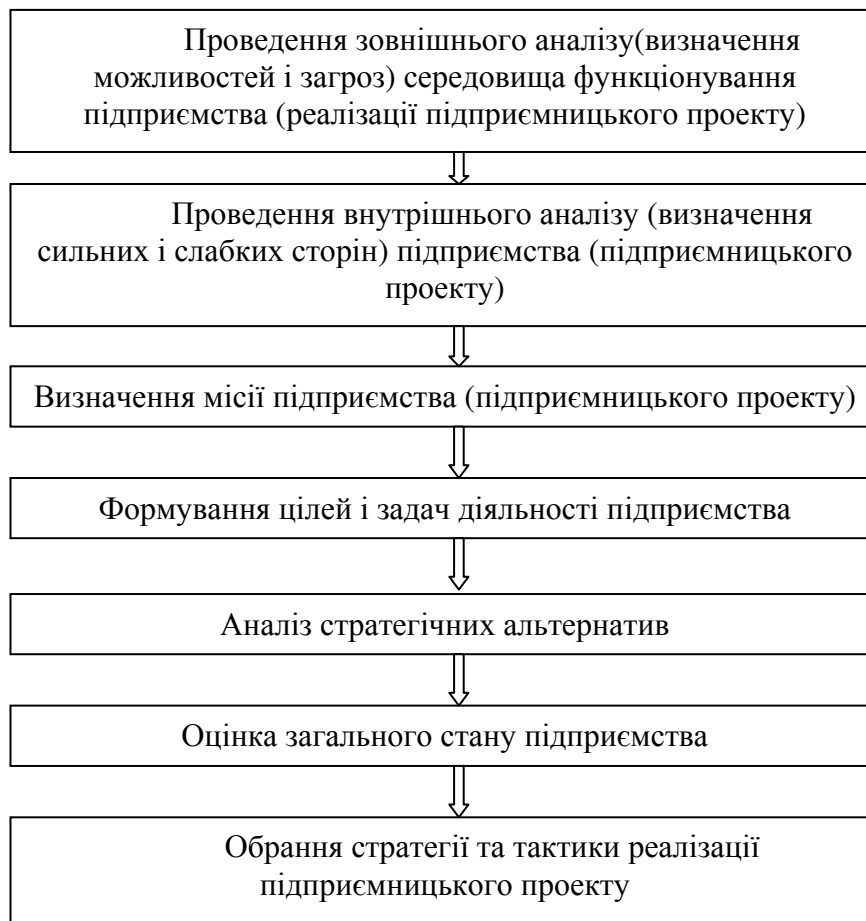 Проведення зовнішнього аналізу(визначення
можливостей і загроз) середовища функціонування
підприємства (реалізації підприємницького проекту)
Проведення внутрішнього аналізу (визначення
сильних і слабких сторін) підприємства (підприємницького
проекту)
Визначення місії підприємства (підприємницького проекту)
Формування цілей і задач діяльності підприємства
Аналіз стратегічних альтернатив
Оцінка загального стану підприємства
Обрання стратегії та тактики реалізації
підприємницького проекту